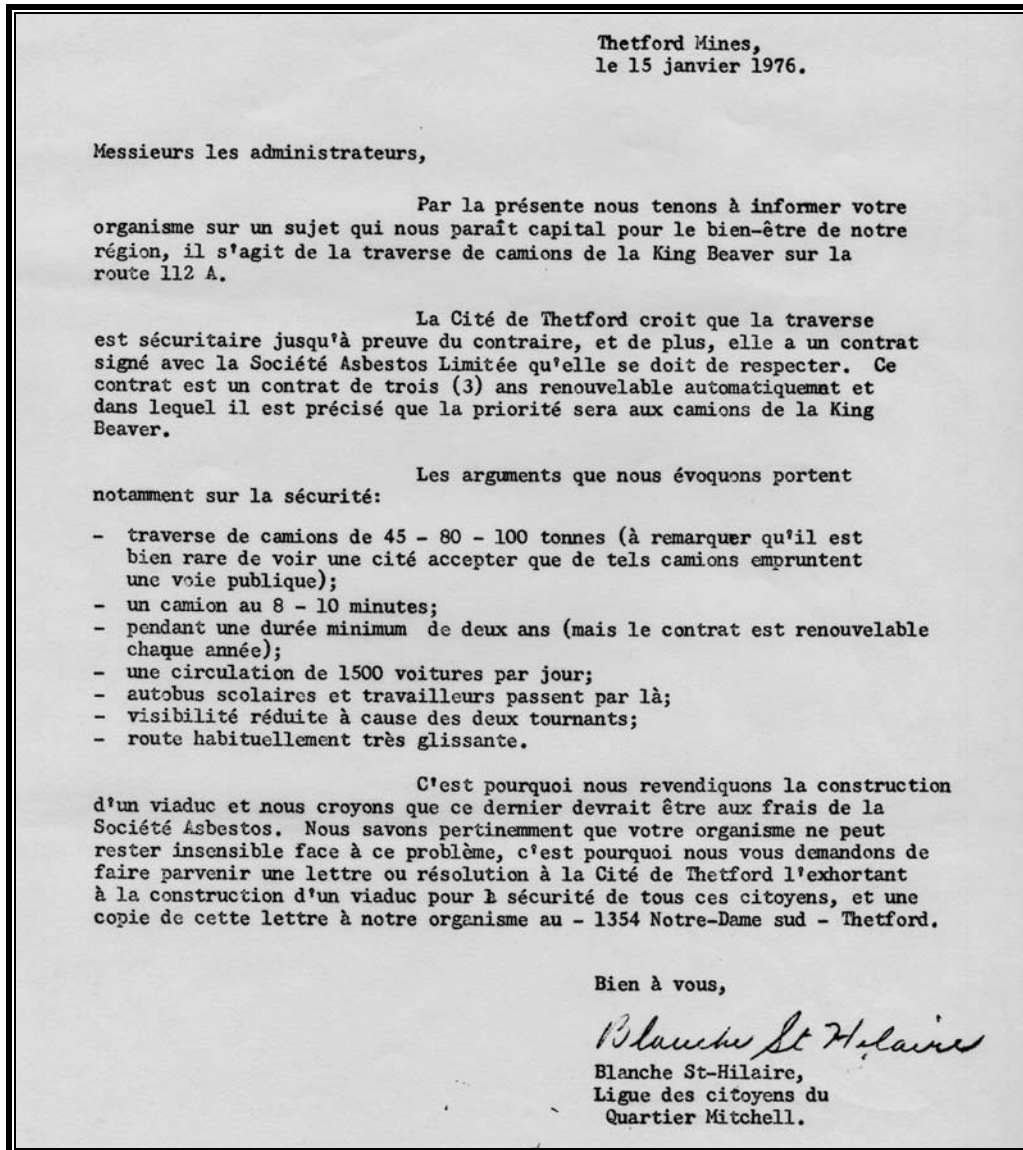 Thetford Mines,
le 15 janvier 1976.
Messieurs les administrateurs,
Par la présente nous tenons à informer votre
organisme sur un sujet qui nous paraît capital pour le bien-être de notre
région, il s'agit de la traverse de camions de la King Beaver sur la
route 112 A.
La Cité de Thetford croit que la traverse
est sécuritaire jusqu'à preuve du contraire, et de plus, elle a un contrat
signé avec la Société Asbestos Limitée qu'elle se doit de respecter. Ce
contrat est un contrat de trois (3) ans renouvelable automatiquemnt et
dans lequel il est précisé que la priorité sera aux camions de la King
Beaver.
Les arguments que nous évoquons portent
notamment sur la sécurité:
- traverse de camions de 45 - 80 - 100 tonnes (à remarquer qu'il est
bien rare de voir une cité accepter que de tels camions empruntent
une voie publique);
- un camion au 8 - 10 minutes;
- pendant une durée minimum de deux ans (mais le contrat est renouvelable
chaque année);
- une circulation de 1500 voitures par jour;
- autobus scolaires et travailleurs passent par là;
- visibilité réduite à cause des deux tournants;
- route habituellement très glissante.
C'est pourquoi nous revendiquons la construction
d'un viaduc et nous croyons que ce dernier devrait être aux frais de la
Société Asbestos. Nous savons pertinemment que votre organisme ne peut
rester insensible face à ce problème, c'est pourquoi nous vous demandons de
faire parvenir une lettre ou résolution à la Cité de Thetford l'exhortant
à la construction d'un viaduc pour la sécurité de tous ces citoyens, et une
copie de cette lettre à notre organisme au - 1354 Notre-Dame sud - Thetford.
Bien à vous,
Blanche St Hilaire
Blanche St-Hilaire,
Ligue des citoyens du
Quartier Mitchell.